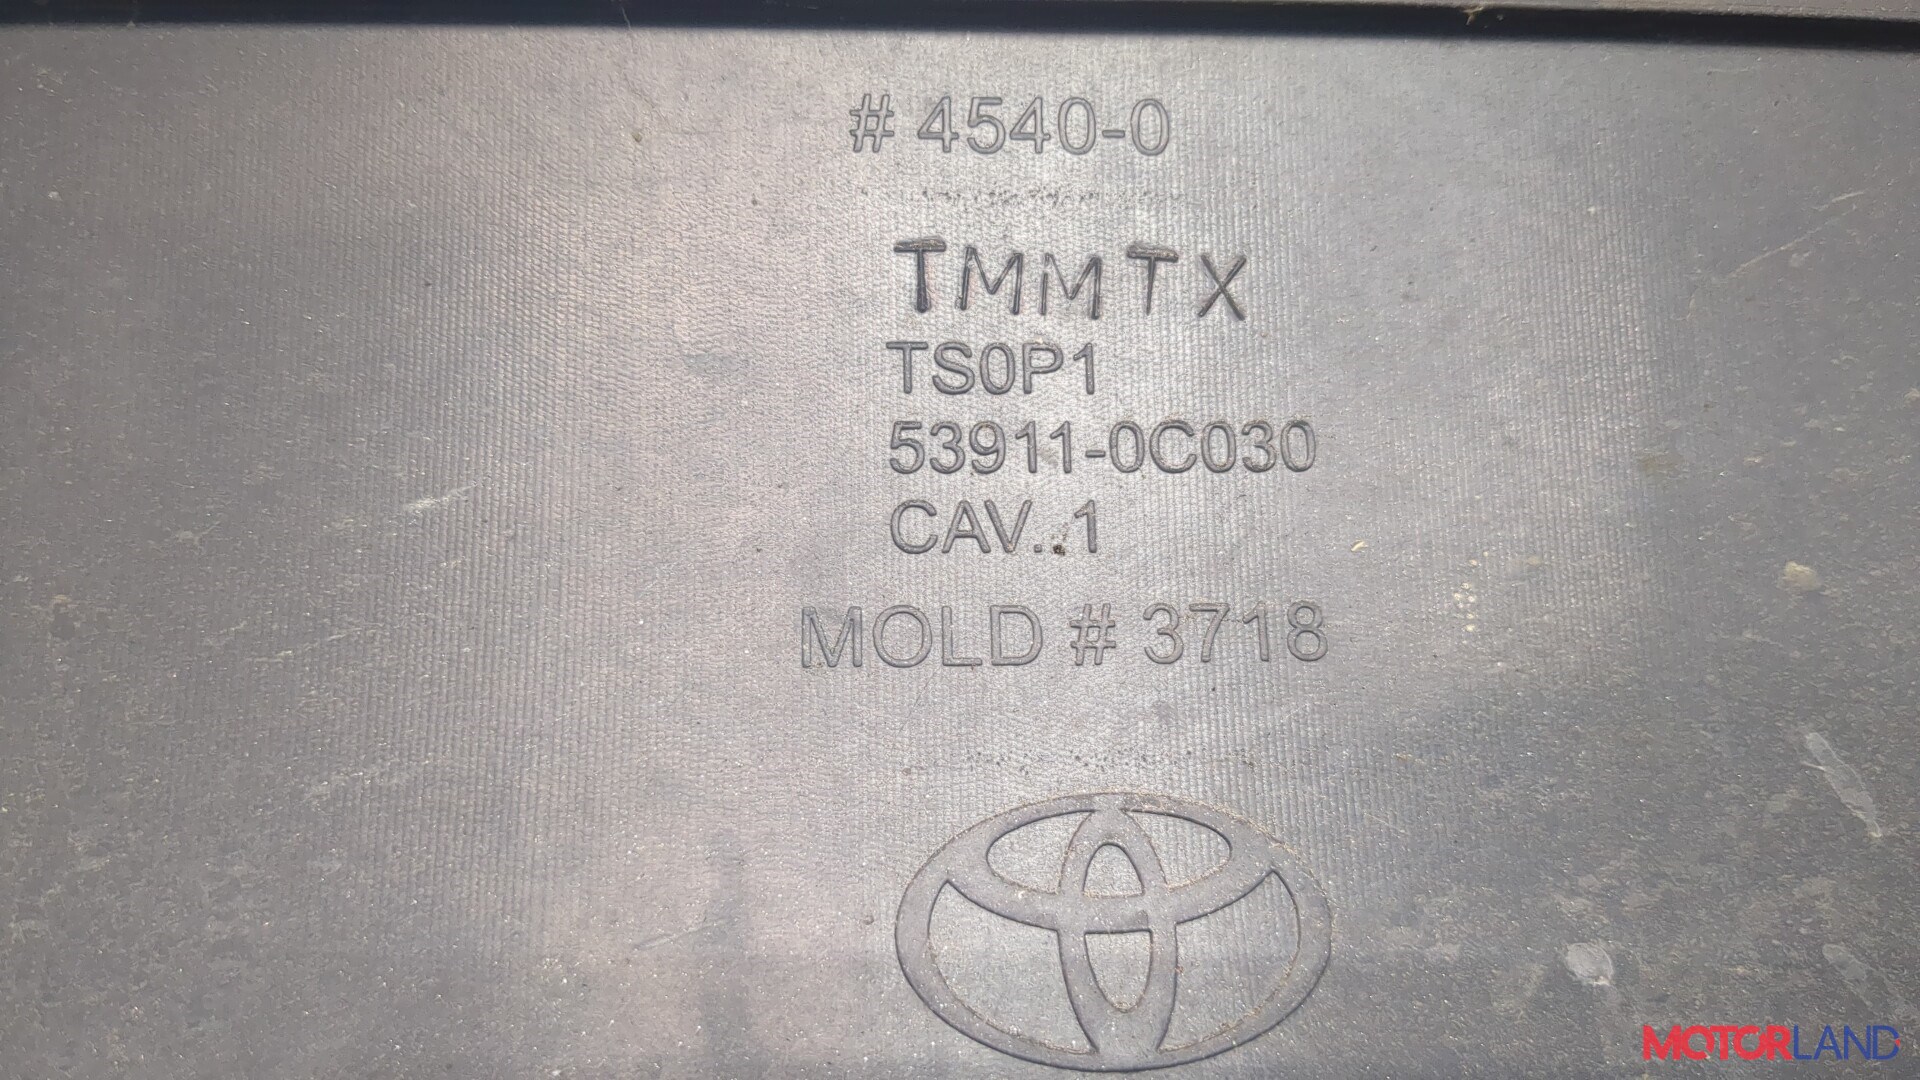 # 4540-0
TMMTX
TS0P1
53911-0C030
CAV. 1
MOLD # 3718
MOTORLAND